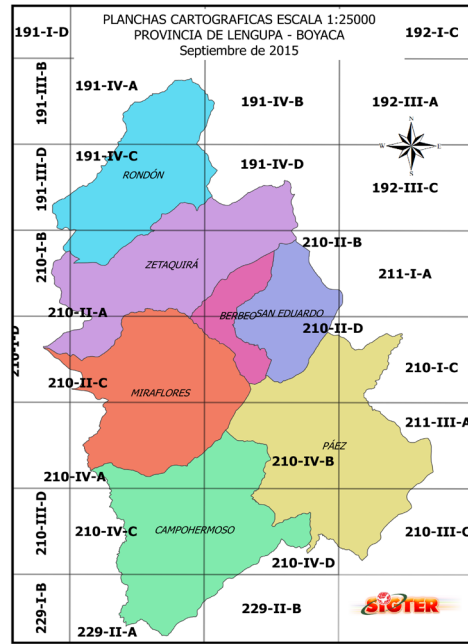 PLANCHAS CARTOGRAFICAS ESCALA 1:25000
PROVINCIA DE LENGUPA - BOYACA
Septiembre de 2015
191-I-D
192-I-C
191-III-B
191-IV-A
191-IV-B
192-III-A
N
W
E
S
191-III-D
191-IV-C
191-IV-D
RONDÓN
192-III-C
210-I-B
210-II-B
ZETAQUIRÁ
211-I-A
210-II-A
BERBEO
SAN EDUARDO
210-II-D
210-I-D
210-II-C
210-I-C
MIRAFLORES
211-III-A
PÁEZ
210-IV-B
210-IV-A
210-III-D
210-IV-C
CAMPOHERMOSO
210-III-C
210-IV-D
229-I-B
229-II-B
SIGTER
229-II-A